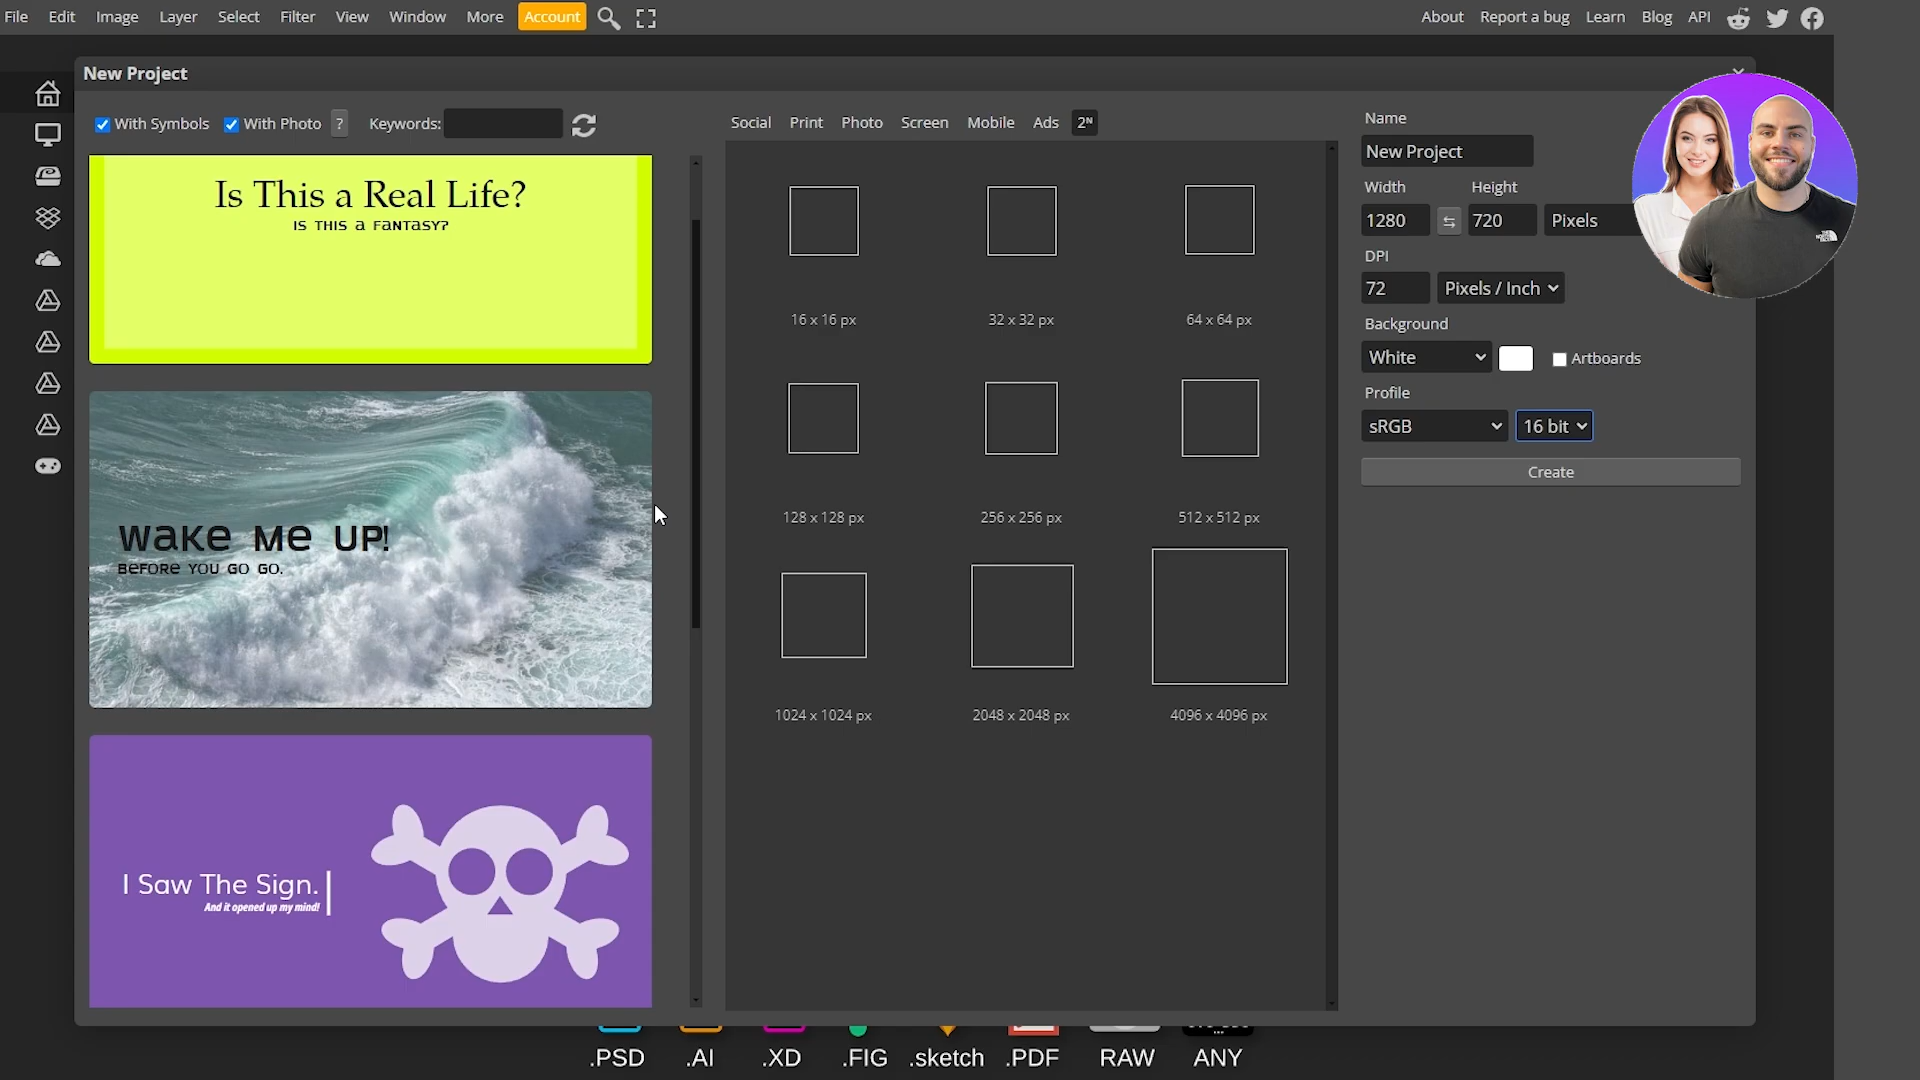 File Edit Image Layer Select Filter View Window More Account
About Report a bug Learn Blog API
New Project
With Symbols With Photo ? Keywords:
Is This a Real Life?
IS THIS a FaNTaSY?
waKe Me UP!
BeFORe YOU GO GO.
I Saw The Sign.
And it opened up my mind!
Social Print Photo Screen Mobile Ads 2ᴺ
16 x 16 px 32 x 32 px 64 x 64 px
128 x 128 px 256 x 256 px 512 x 512 px
1024 x 1024 px 2048 x 2048 px 4096 x 4096 px
Name
New Project
Width Height
1280 720 Pixels
DPI
72 Pixels / Inch
Background
White Artboards
Profile
sRGB 16 bit
Create
.PSD .AI .XD .FIG .sketch .PDF RAW ANY